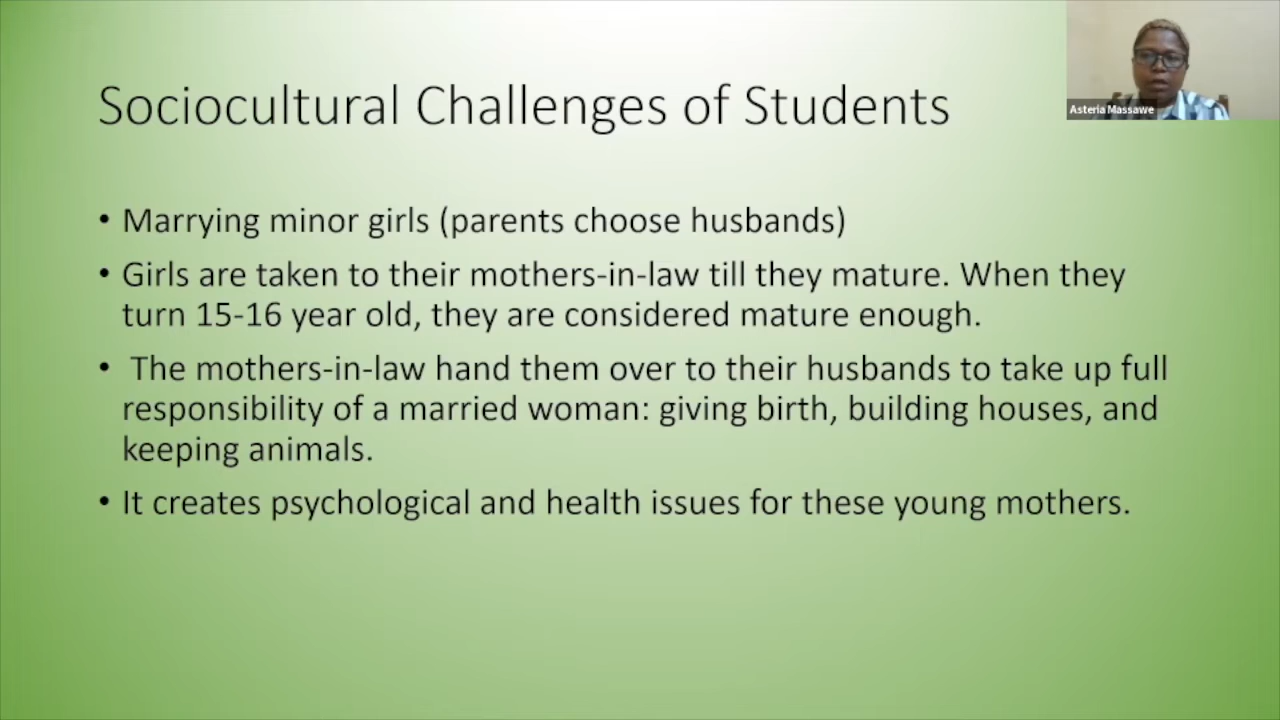 Sociocultural Challenges of Students
Asteria Massawe
• Marrying minor girls (parents choose husbands)
• Girls are taken to their mothers-in-law till they mature. When they
turn 15-16 year old, they are considered mature enough.
• The mothers-in-law hand them over to their husbands to take up full
responsibility of a married woman: giving birth, building houses, and
keeping animals.
• It creates psychological and health issues for these young mothers.